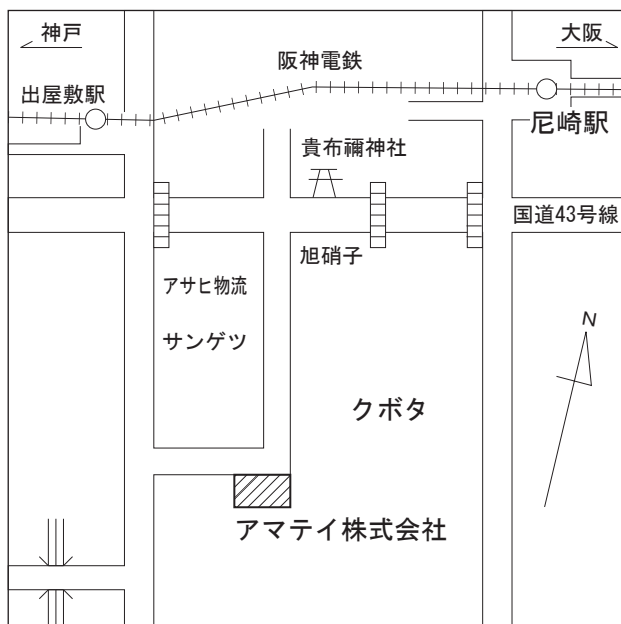 神戸
大阪
阪神電鉄
出屋敷駅
尼崎駅
貴布禰神社
国道43号線
旭硝子
アサヒ物流
サンゲツ
N
クボタ
アマテイ株式会社